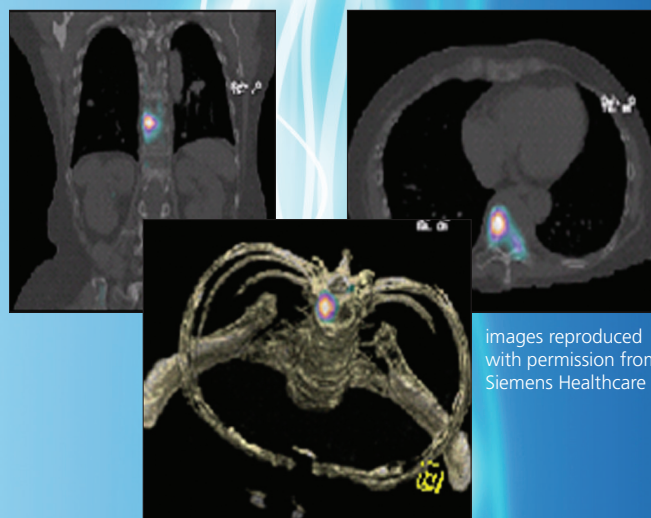 images reproduced
with permission from
Siemens Healthcare